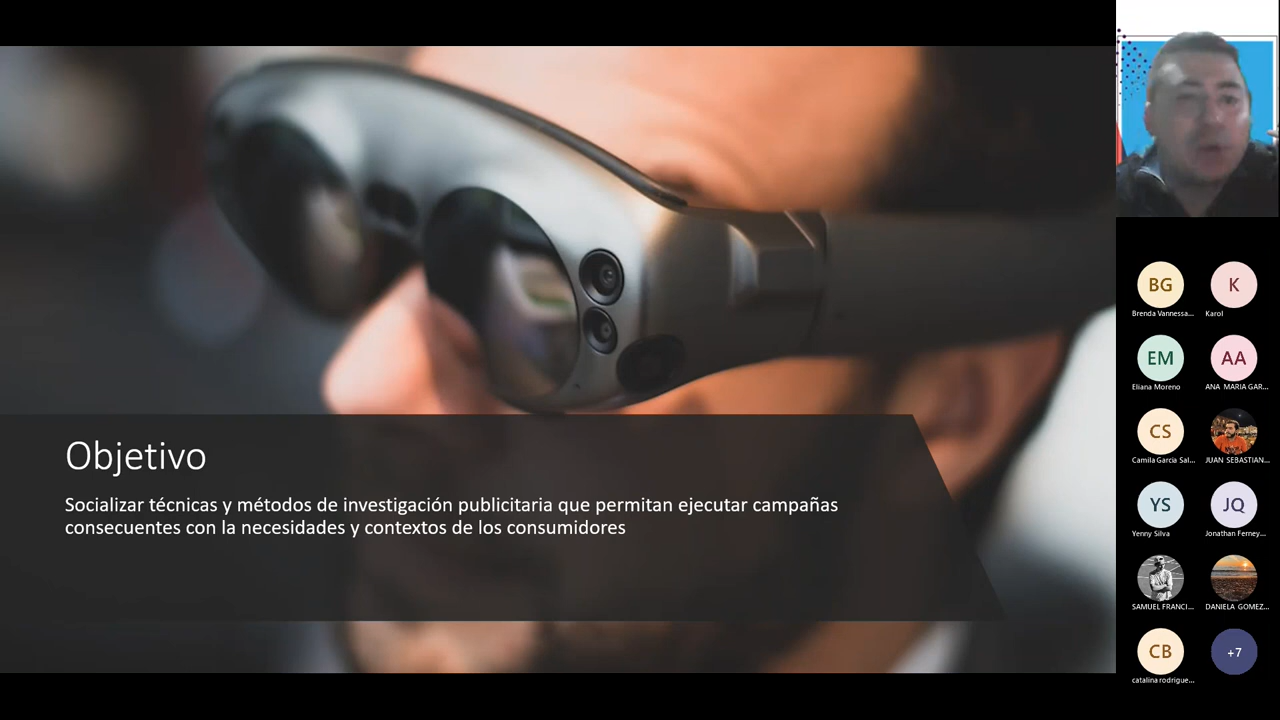 Objetivo
Socializar técnicas y métodos de investigación publicitaria que permitan ejecutar campañas
consecuentes con la necesidades y contextos de los consumidores
BG
K
Brenda Vannessa...
Karol
EM
AA
Eliana Moreno
ANA MARIA GAR...
CS
Camila Garcia Sal...
JUAN SEBASTIAN...
YS
JQ
Yenny Silva
Jonathan Ferney...
SAMUEL FRANCI...
DANIELA GOMEZ...
CB
+7
catalina rodrigue...